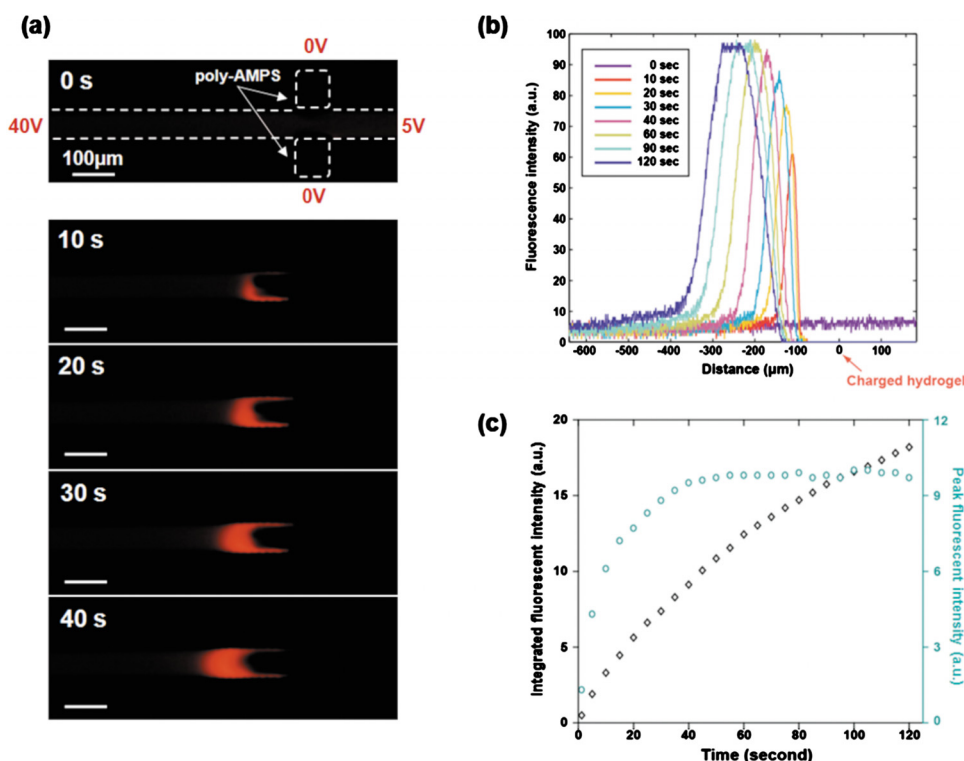 (a)
0V
0 s
poly-AMPS
40V
5V
100µm
0V
10 s
20 s
30 s
40 s
(b)
100
90
80
70
60
50
40
30
20
10
0
Fluorescence intensity (a.u.)
0 sec
10 sec
20 sec
30 sec
40 sec
60 sec
90 sec
120 sec
-600 -500 -400 -300 -200 -100 0 100
Distance (µm)
Charged hydrogel
(c)
20
15
10
5
0
Integrated fluorescent intensity (a.u.)
12
9
6
3
0
Peak fluorescent intensity (a.u.)
0 20 40 60 80 100 120
Time (second)